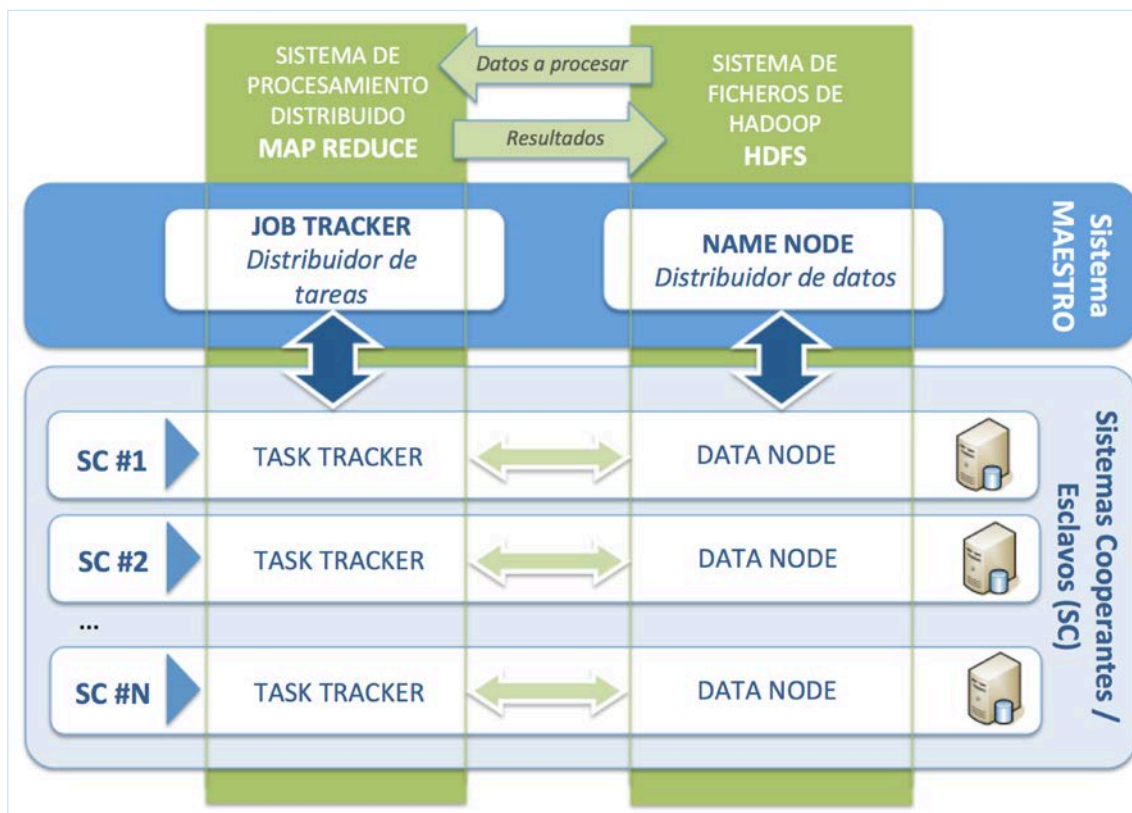 SISTEMA DE
PROCESAMIENTO
DISTRIBUIDO
MAP REDUCE
Datos a procesar
Resultados
SISTEMA DE
FICHEROS DE
HADOOP
HDFS
JOB TRACKER
Distribuidor de
tareas
NAME NODE
Distribuidor de datos
Sistema
MAESTRO
SC #1
TASK TRACKER
DATA NODE
SC #2
TASK TRACKER
DATA NODE
...
SC #N
TASK TRACKER
DATA NODE
Sistemas Cooperantes /
Esclavos (SC)